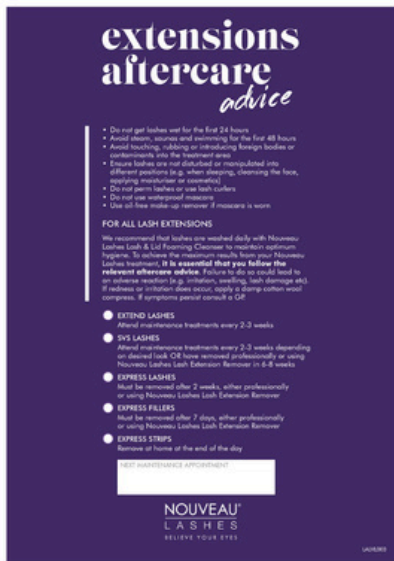 extensions
aftercare
advice
• Do not get lashes wet for the first 24 hours
• Avoid steam, saunas and swimming for the first 48 hours
• Avoid touching, rubbing or introducing foreign bodies or
contaminants into the treatment area
• Ensure lashes are not disturbed or manipulated into
different positions (e.g. when sleeping, cleansing the face,
applying moisturiser or cosmetics)
• Do not perm lashes or use lash curlers
• Do not use waterproof mascara
• Use oil-free make-up remover if mascara is worn
FOR ALL LASH EXTENSIONS
We recommend that lashes are washed daily with Nouveau
Lashes Lash & Lid Foaming Cleanser to maintain optimum
hygiene. To achieve the maximum results from your Nouveau
Lashes treatment, it is essential that you follow the
relevant aftercare advice. Failure to do so could lead to
an adverse reaction (e.g. irritation, swelling, lash damage etc).
If redness or irritation does occur, apply a damp cotton wool
compress. If symptoms persist consult a GP.
EXTEND LASHES
Attend maintenance treatments every 2-3 weeks
SVS LASHES
Attend maintenance treatments every 2-3 weeks depending
on desired look OR have removed professionally or using
Nouveau Lashes Lash Extension Remover in 6-8 weeks
EXPRESS LASHES
Must be removed after 2 weeks, either professionally
or using Nouveau Lashes Lash Extension Remover
EXPRESS FILLERS
Must be removed after 7 days, either professionally
or using Nouveau Lashes Lash Extension Remover
EXPRESS STRIPS
Remove at home at the end of the day
NEXT MAINTENANCE APPOINTMENT
NOUVEAU
LASHES
BELIEVE YOUR EYES